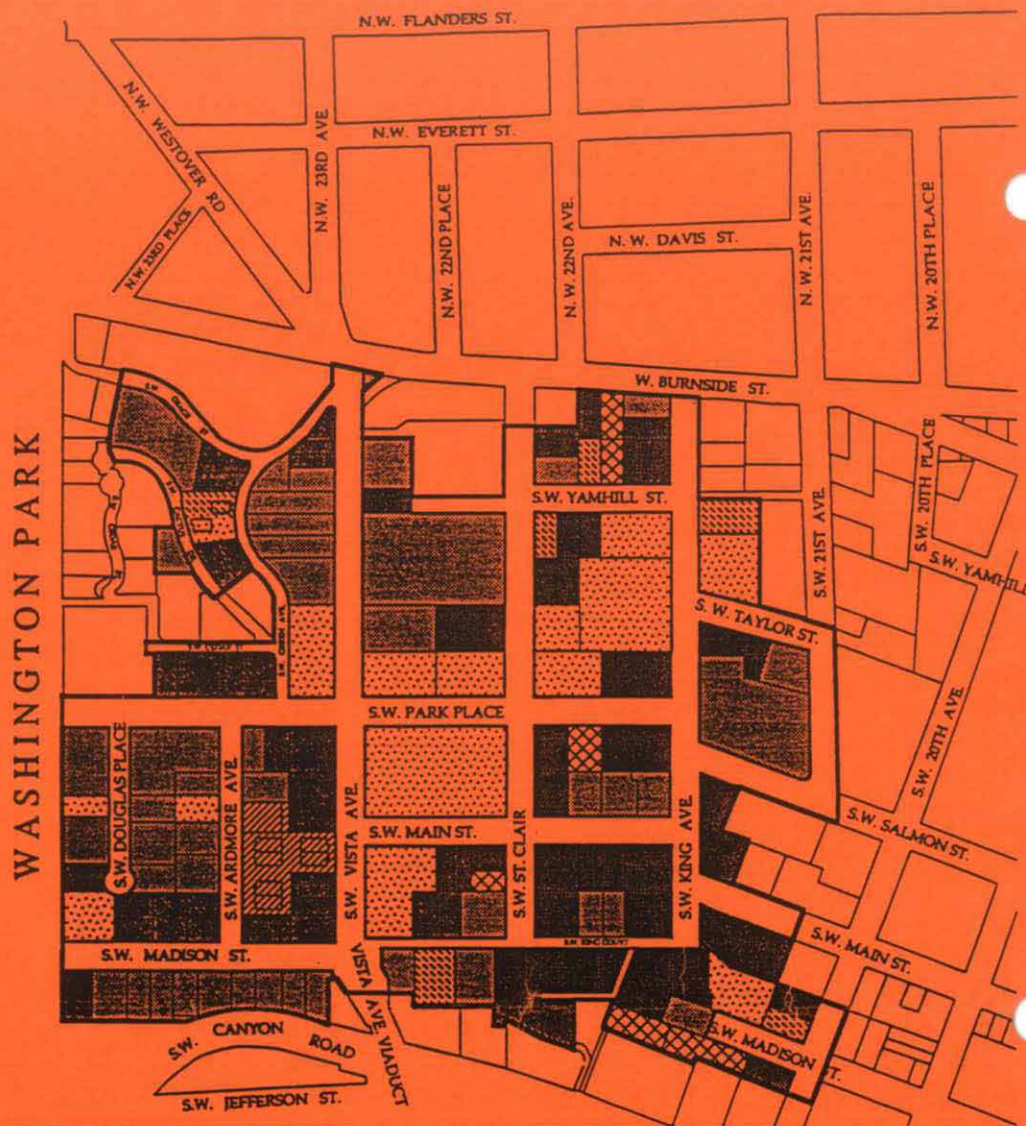 N.W. FLANDERS ST.
N.W. WESTOVER RD
N.W. 23RD AVE.
N.W. EVERETT ST.
N.W. 23RD PLACE
N.W. 22ND PLACE
N.W. 22ND AVE.
N.W. DAVIS ST.
N.W. 21ST AVE.
N.W. 20TH PLACE
W. BURNSIDE ST.
WASHINGTON PARK
S.W. YAMHILL ST.
S.W. 21ST AVE.
S.W. 20TH PLACE
S.W. YAMHILL
S.W. TAYLOR ST.
S.W. PARK PLACE
S.W. 20TH AVE.
S.W. DOUGLAS PLACE
S.W. ARDMORE AVE.
S.W. VISTA AVE.
S.W. MAIN ST.
S.W. ST. CLAIR
S.W. KING AVE.
S.W. SALMON ST.
S.W. KING COURT
S.W. MAIN ST.
S.W. MADISON ST.
VISTA AVE VIADUCT
S.W. MADISON ST.
S.W. CANYON ROAD
S.W. JEFFERSON ST.